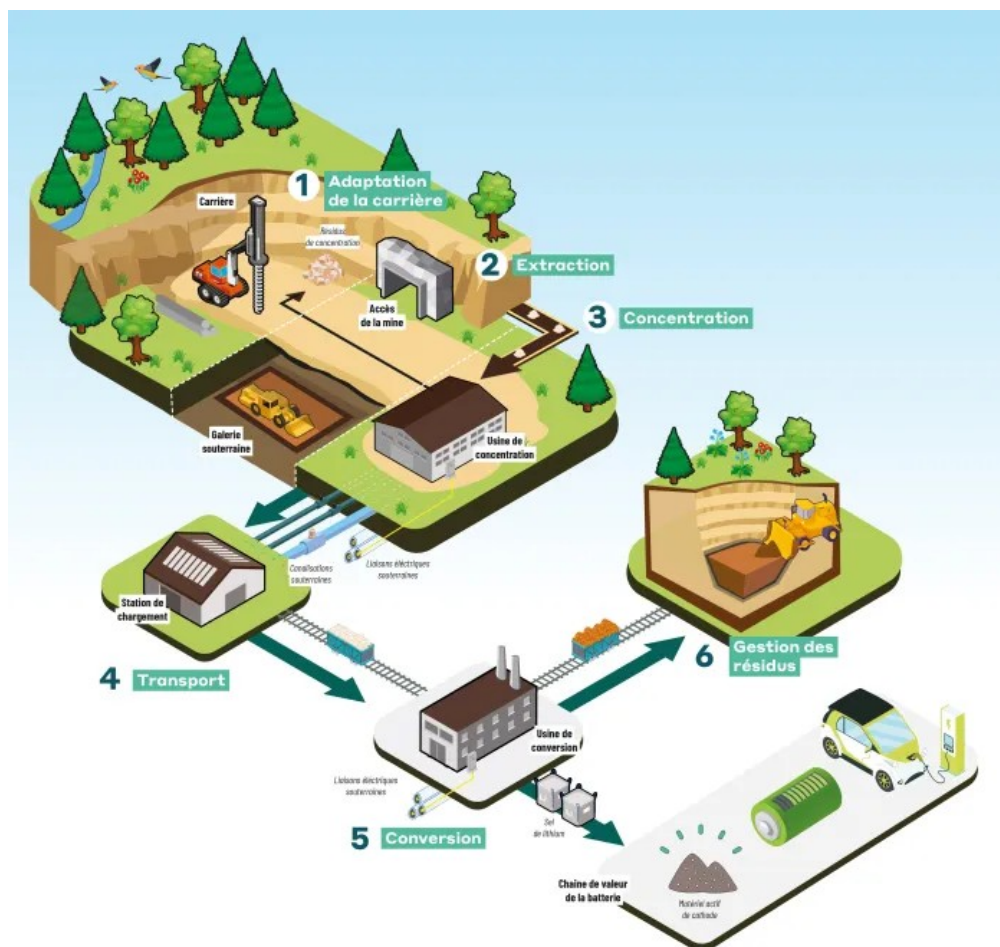 1 Adaptation
de la carrière
Carrière
Résidus
de concentration
2 Extraction
Accès
de la mine
3 Concentration
Galerie
souterraine
Usine de
concentration
Canalisations
souterraines
Liaisons éléctriques
souterraines
Station de
chargement
4 Transport
6 Gestion des
résidus
Usine de
conversion
Liaisons éléctriques
souterraines
5 Conversion
Sel
de lithium
Chaîne de valeur
de la batterie
Matériel actif
de cathode